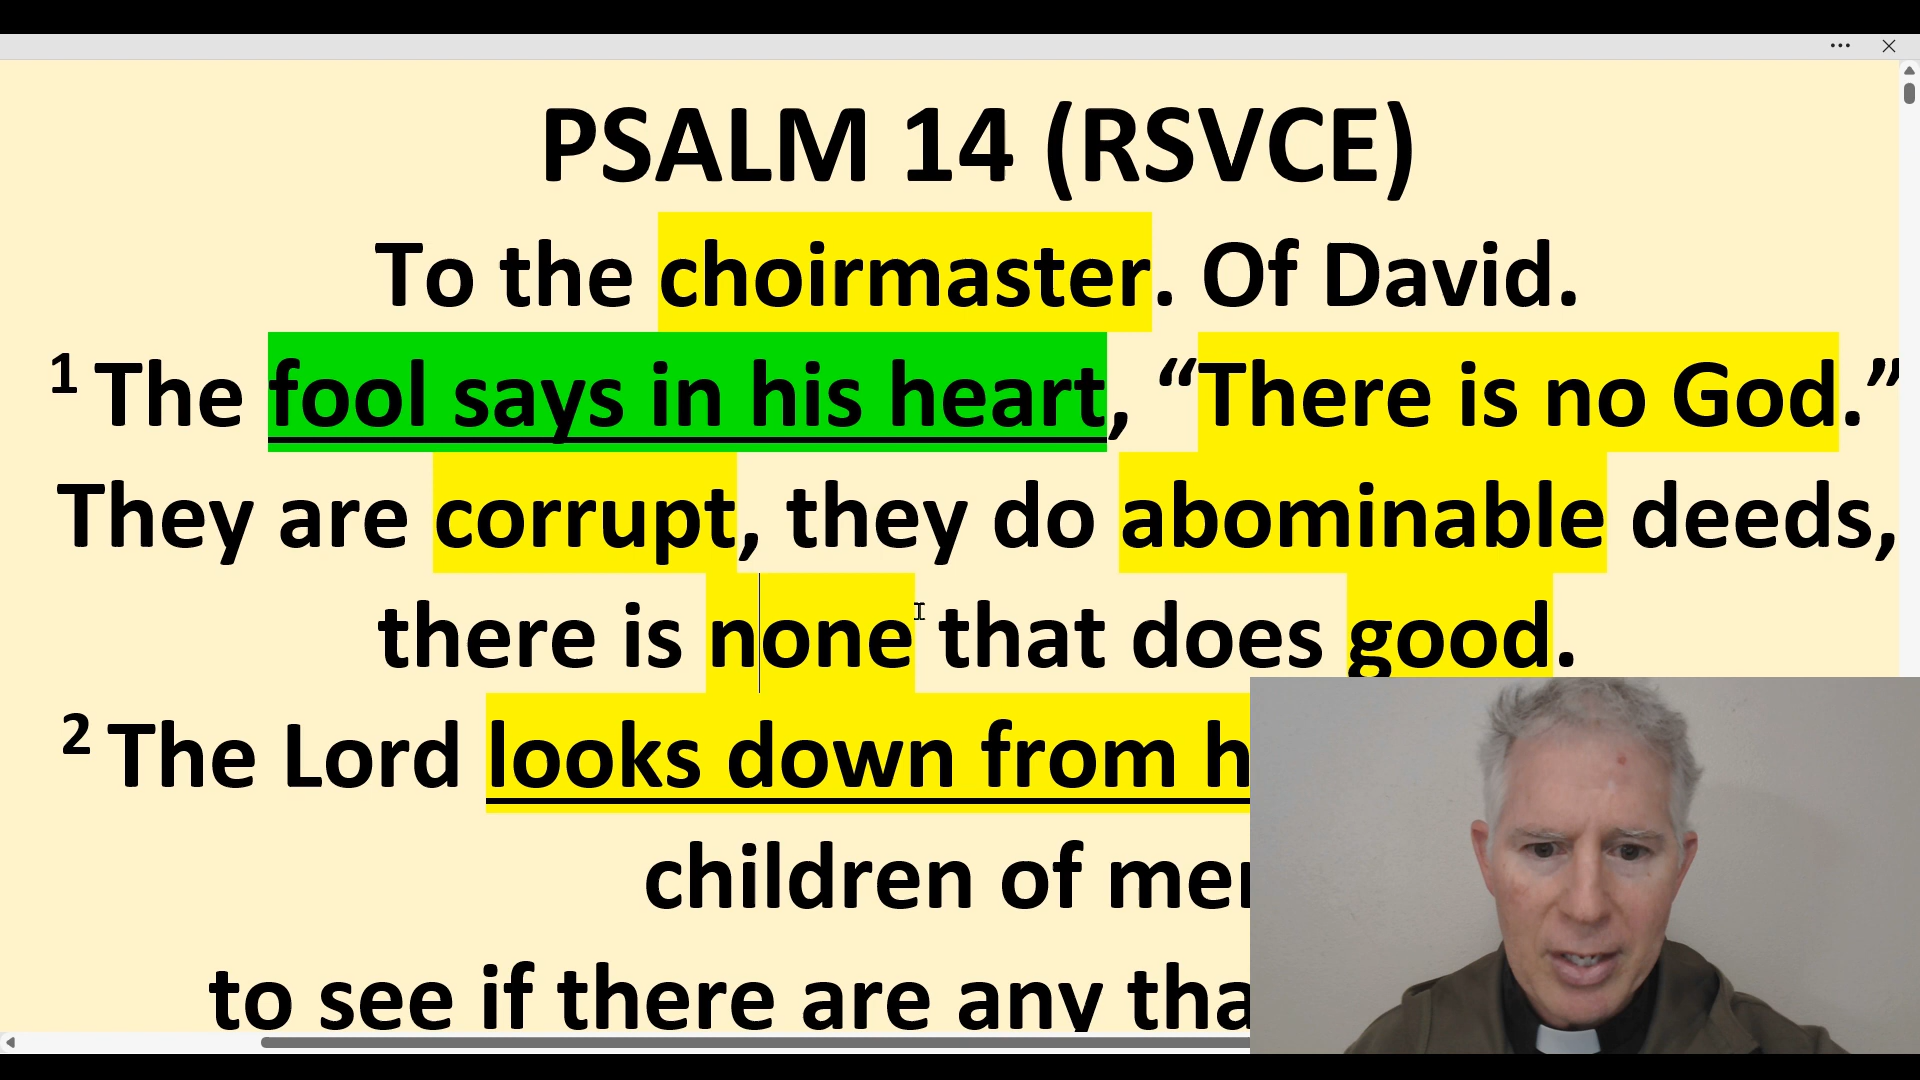 PSALM 14 (RSVCE)
To the choirmaster. Of David.
1 The fool says in his heart, “There is no God.”
They are corrupt, they do abominable deeds,
there is none that does good.
2 The Lord looks down from
children of
to see if there are any